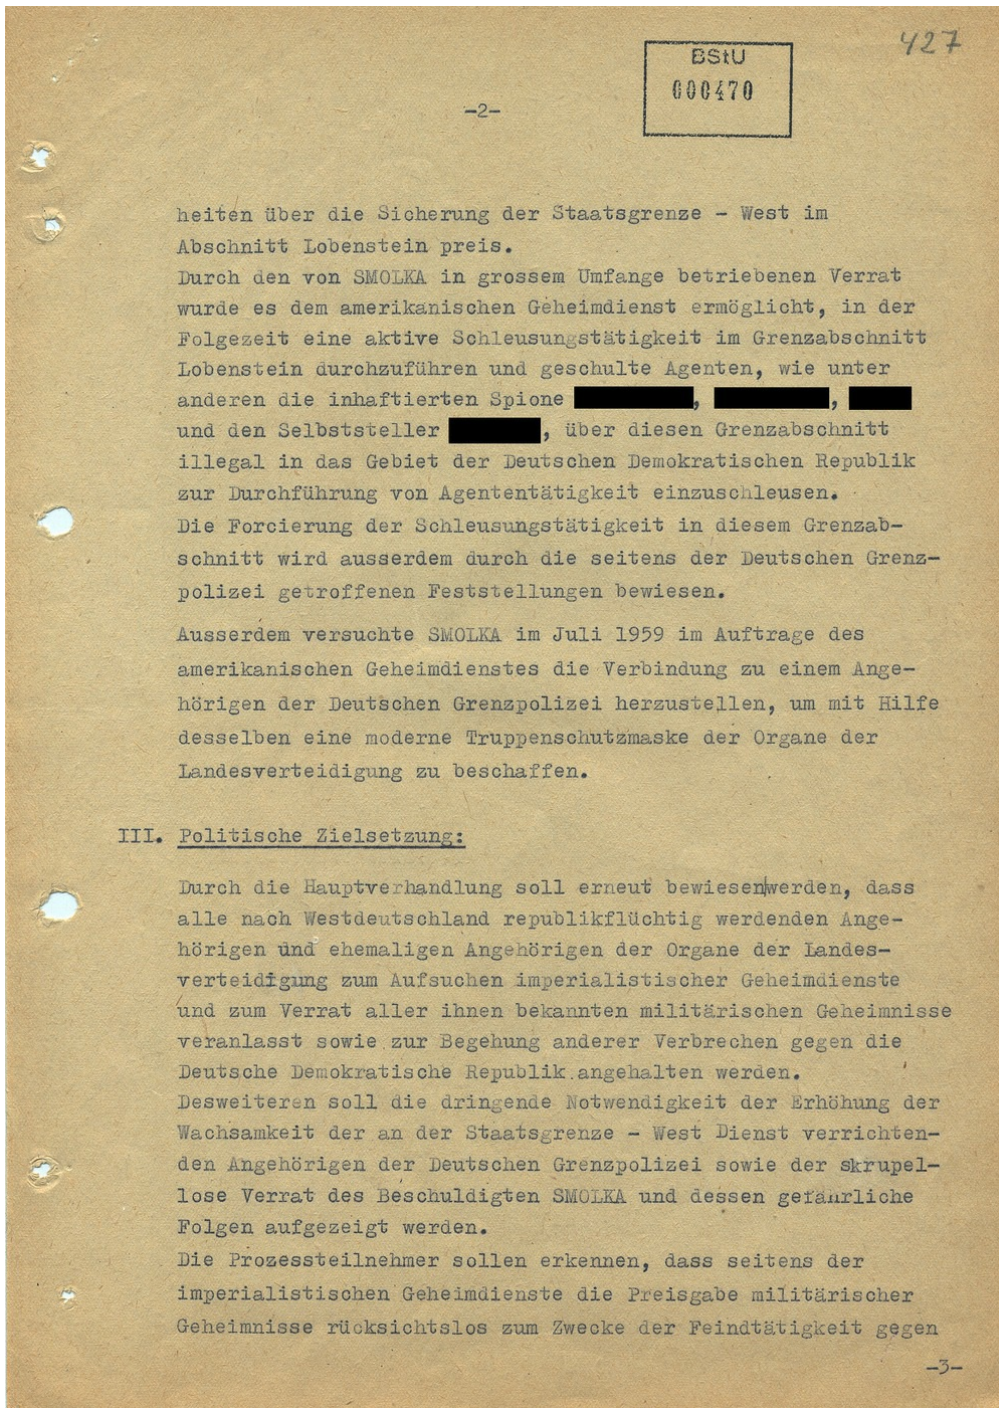 427
BStU
000470
-2-
heiten über die Sicherung der Staatsgrenze - West im
Abschnitt Lobenstein preis.
Durch den von SMOLKA in grossem Umfange betriebenen Verrat
wurde es dem amerikanischen Geheimdienst ermöglicht, in der
Folgezeit eine aktive Schleusungstätigkeit im Grenzabschnitt
Lobenstein durchzuführen und geschulte Agenten, wie unter
anderen die inhaftierten Spione , ,
und den Selbststeller , über diesen Grenzabschnitt
illegal in das Gebiet der Deutschen Demokratischen Republik
zur Durchführung von Agententätigkeit einzuschleusen.
Die Forcierung der Schleusungstätigkeit in diesem Grenzab-
schnitt wird ausserdem durch die seitens der Deutschen Grenz-
polizei getroffenen Feststellungen bewiesen.
Ausserdem versuchte SMOLKA im Juli 1959 im Auftrage des
amerikanischen Geheimdienstes die Verbindung zu einem Ange-
hörigen der Deutschen Grenzpolizei herzustellen, um mit Hilfe
desselben eine moderne Truppenschutzmaske der Organe der
Landesverteidigung zu beschaffen.
III. Politische Zielsetzung:
Durch die Hauptverhandlung soll erneut bewiesen|werden, dass
alle nach Westdeutschland republikflüchtig werdenden Ange-
hörigen und ehemaligen Angehörigen der Organe der Landes-
verteidigung zum Aufsuchen imperialistischer Geheimdienste
und zum Verrat aller ihnen bekannten militärischen Geheimnisse
veranlasst sowie zur Begehung anderer Verbrechen gegen die
Deutsche Demokratische Republik angehalten werden.
Desweiteren soll die dringende Notwendigkeit der Erhöhung der
Wachsamkeit der an der Staatsgrenze - West Dienst verrichten-
den Angehörigen der Deutschen Grenzpolizei sowie der skrupel-
lose Verrat des Beschuldigten SMOLKA und dessen gefährliche
Folgen aufgezeigt werden.
Die Prozessteilnehmer sollen erkennen, dass seitens der
imperialistischen Geheimdienste die Preisgabe militärischer
Geheimnisse rücksichtslos zum Zwecke der Feindtätigkeit gegen
-3-